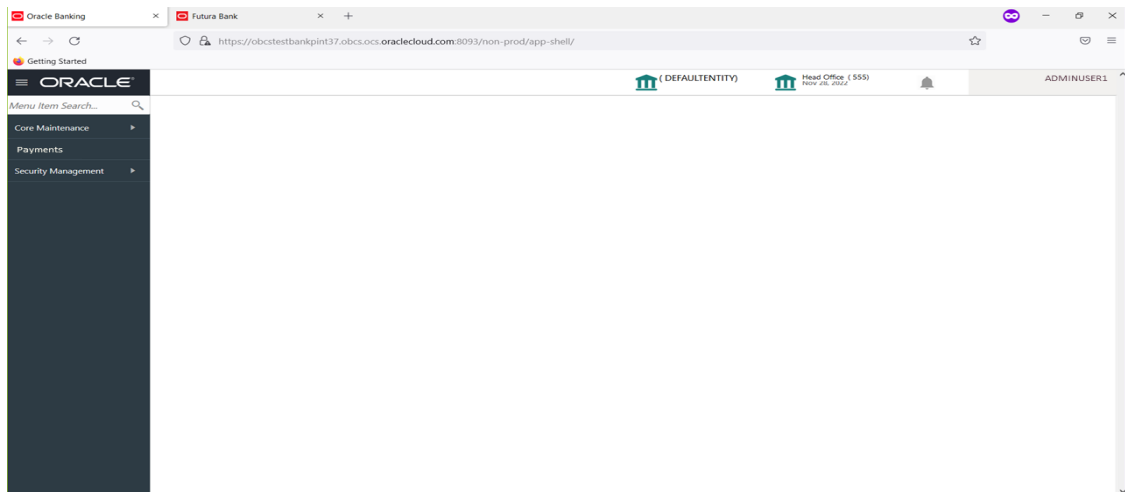 Oracle Banking
Futura Bank
https://obcstestbankpint37.obcs.ocs.oraclecloud.com:8093/non-prod/app-shell/
Getting Started
ORACLE
( DEFAULTENTITY)
Head Office ( 555)
Nov 28, 2022
ADMINUSER1
Menu Item Search...
Core Maintenance
Payments
Security Management